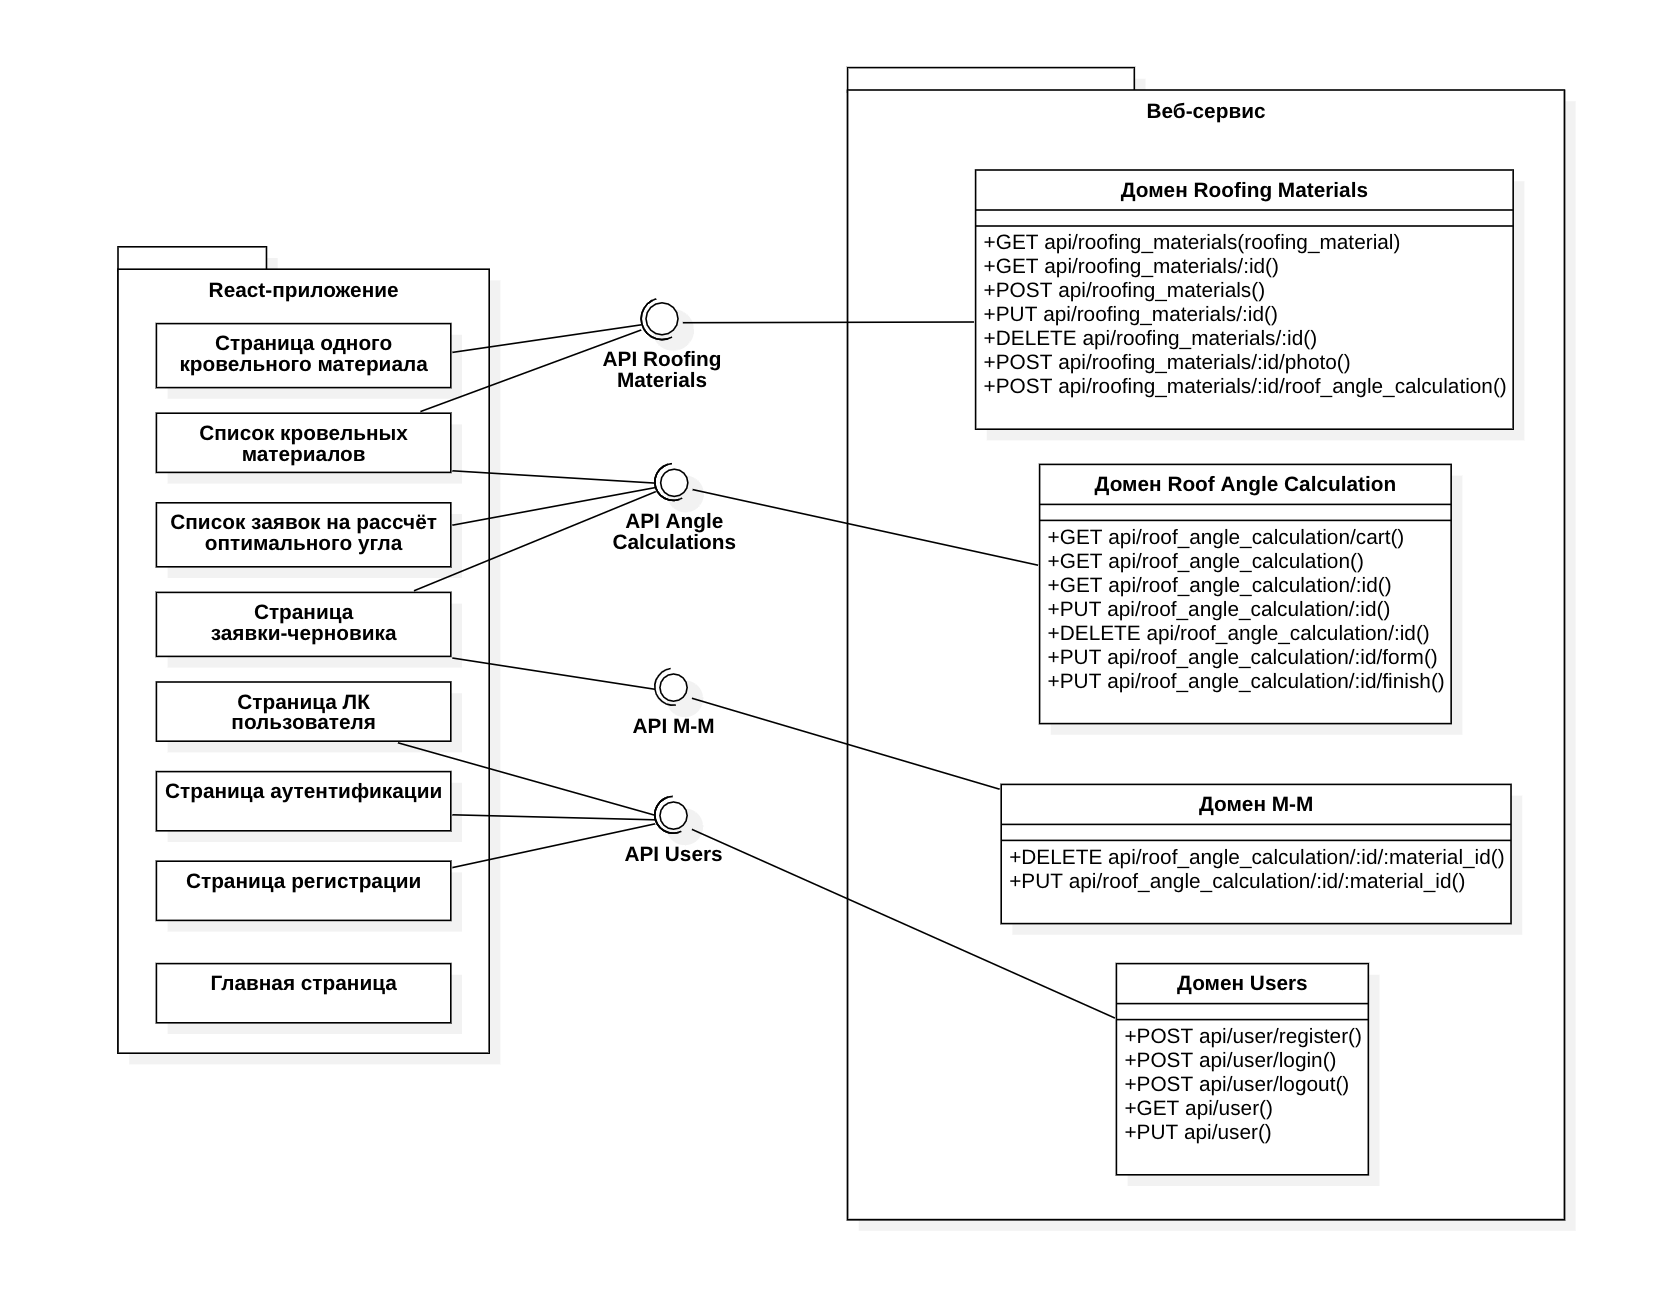 React-приложение
Страница одного
кровельного материала
Список кровельных
материалов
Список заявок на рассчёт
оптимального угла
Страница
заявки-черновика
Страница ЛК
пользователя
Страница аутентификации
Страница регистрации
Главная страница
API Roofing
Materials
API Angle
Calculations
API M-M
API Users
Веб-сервис
Домен Roofing Materials
+GET api/roofing_materials(roofing_material)
+GET api/roofing_materials/:id()
+POST api/roofing_materials()
+PUT api/roofing_materials/:id()
+DELETE api/roofing_materials/:id()
+POST api/roofing_materials/:id/photo()
+POST api/roofing_materials/:id/roof_angle_calculation()
Домен Roof Angle Calculation
+GET api/roof_angle_calculation/cart()
+GET api/roof_angle_calculation()
+GET api/roof_angle_calculation/:id()
+PUT api/roof_angle_calculation/:id()
+DELETE api/roof_angle_calculation/:id()
+PUT api/roof_angle_calculation/:id/form()
+PUT api/roof_angle_calculation/:id/finish()
Домен M-M
+DELETE api/roof_angle_calculation/:id/:material_id()
+PUT api/roof_angle_calculation/:id/:material_id()
Домен Users
+POST api/user/register()
+POST api/user/login()
+POST api/user/logout()
+GET api/user()
+PUT api/user()